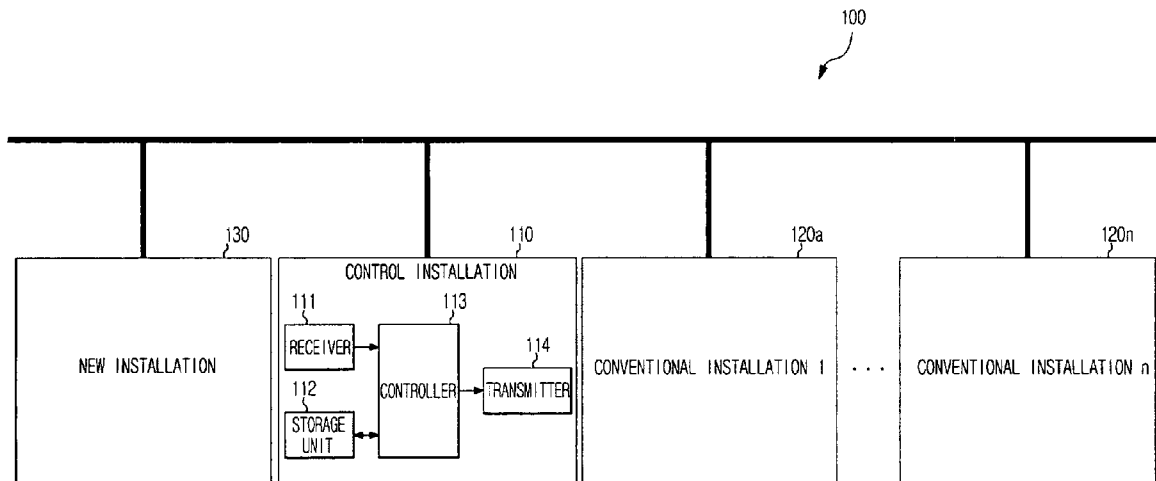 100
130
110
120a
120n
NEW INSTALLATION
CONTROL INSTALLATION
111
113
RECEIVER
114
112
CONTROLLER
TRANSMITTER
STORAGE
UNIT
CONVENTIONAL INSTALLATION 1
. . .
CONVENTIONAL INSTALLATION n